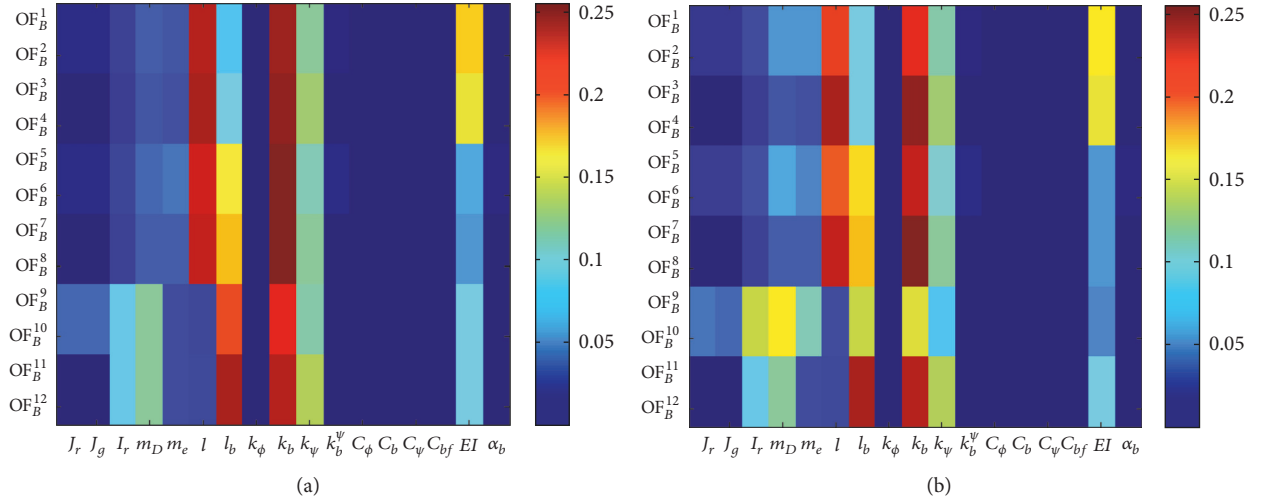 OF_B^1
OF_B^2
OF_B^3
OF_B^4
OF_B^5
OF_B^6
OF_B^7
OF_B^8
OF_B^9
OF_B^10
OF_B^11
OF_B^12
J_r J_g I_r m_D m_e l l_b k_ϕ k_b k_ψ k_b^ψ C_ϕ C_b C_ψ C_bf EI α_b
0.25
0.2
0.15
0.1
0.05
(a)
OF_B^1
OF_B^2
OF_B^3
OF_B^4
OF_B^5
OF_B^6
OF_B^7
OF_B^8
OF_B^9
OF_B^10
OF_B^11
OF_B^12
J_r J_g I_r m_D m_e l l_b k_ϕ k_b k_ψ k_b^ψ C_ϕ C_b C_ψ C_bf EI α_b
0.25
0.2
0.15
0.1
0.05
(b)